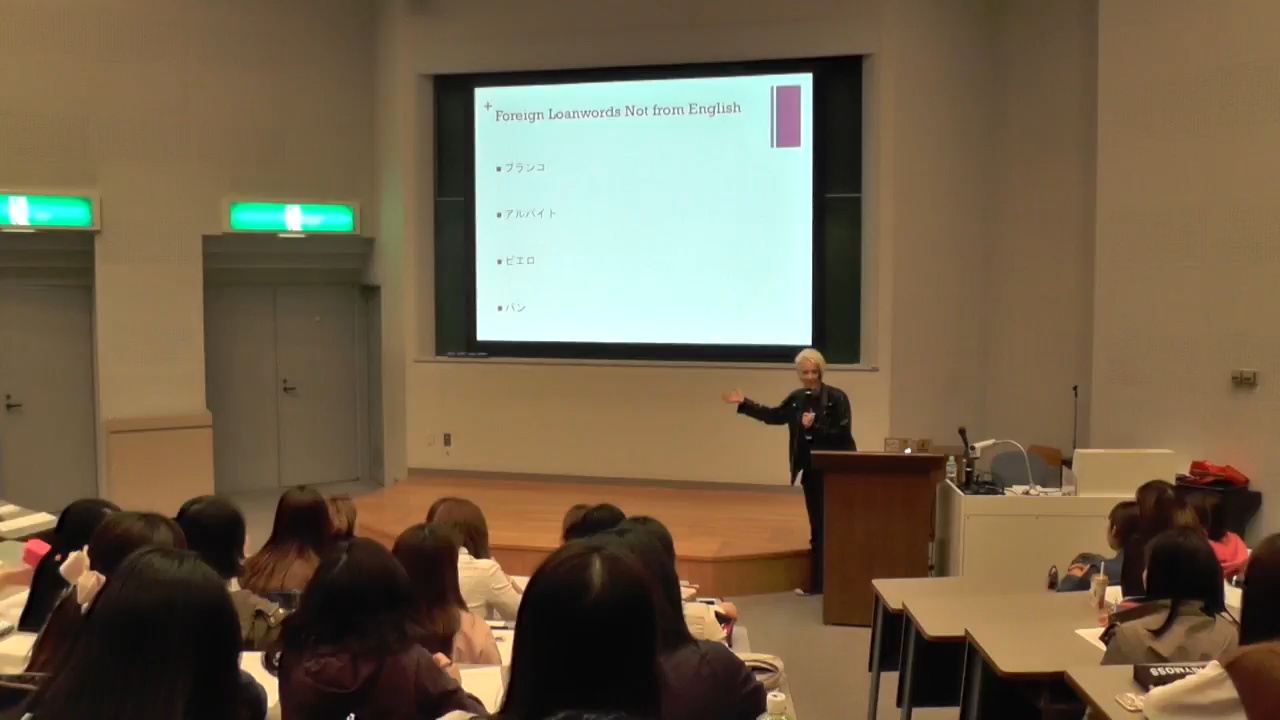 +
Foreign Loanwords Not from English
■ ブランコ
■ アルバイト
■ ピエロ
■ パン